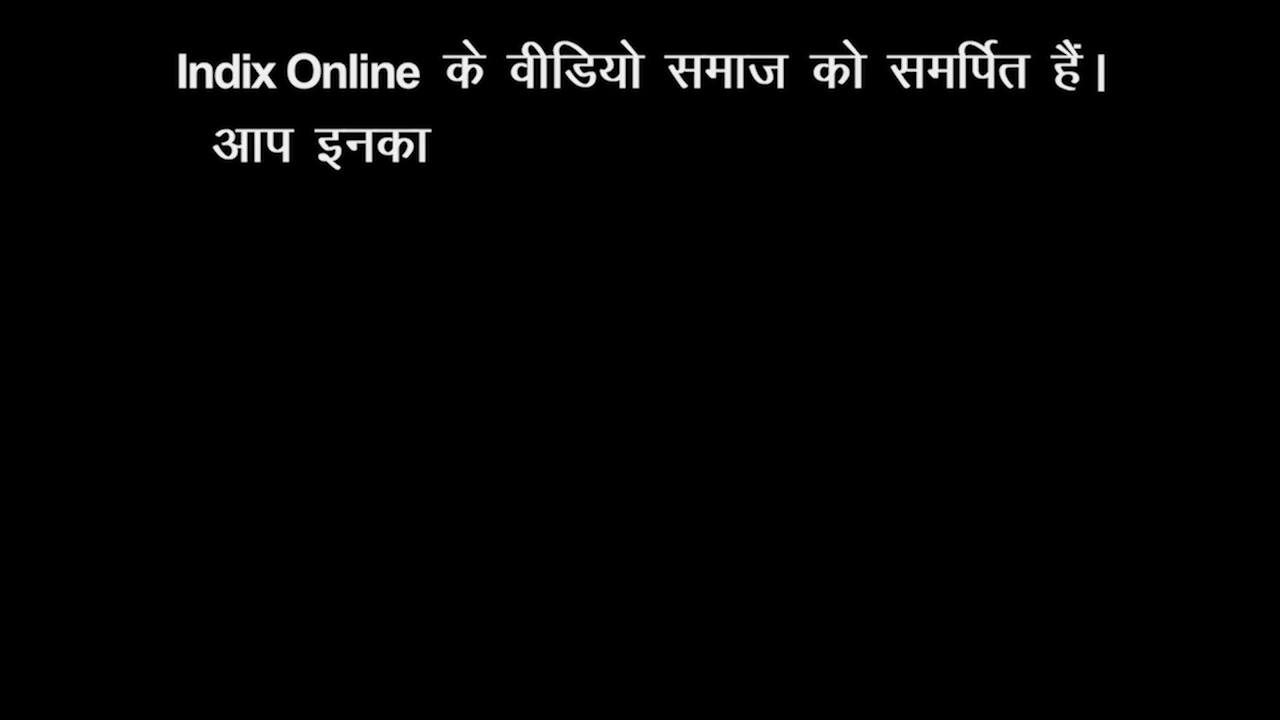 Indix Online के वीडियो समाज को समर्पित हैं।
आप इनका